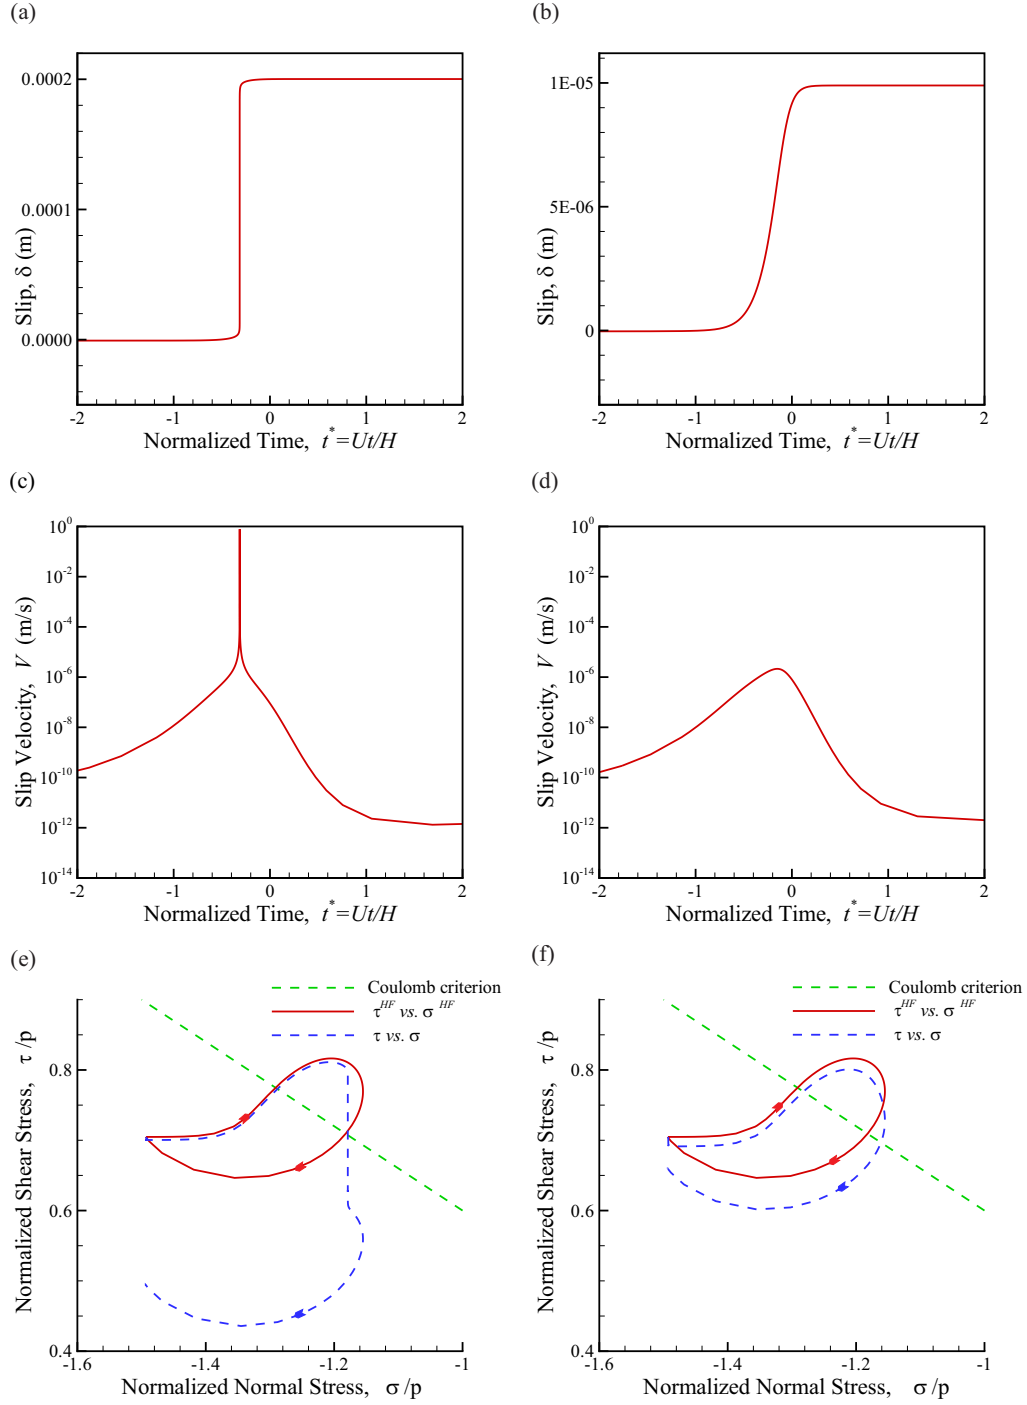 (a)
(b)
0.0002
0.0001
0.0000
Slip, δ (m)
-2 -1 0 1 2
Normalized Time, t*=Ut/H
1E-05
5E-06
0
Slip, δ (m)
-2 -1 0 1 2
Normalized Time, t*=Ut/H
(c)
(d)
10^0
10^-2
10^-4
10^-6
10^-8
10^-10
10^-12
10^-14
Slip Velocity, V (m/s)
-2 -1 0 1 2
Normalized Time, t*=Ut/H
10^0
10^-2
10^-4
10^-6
10^-8
10^-10
10^-12
10^-14
Slip Velocity, V (m/s)
-2 -1 0 1 2
Normalized Time, t*=Ut/H
(e)
(f)
Coulomb criterion
τ^HF vs. σ^HF
τ vs. σ
0.8
0.6
0.4
Normalized Shear Stress, τ/p
-1.6 -1.4 -1.2 -1
Normalized Normal Stress, σ/p
Coulomb criterion
τ^HF vs. σ^HF
τ vs. σ
0.8
0.6
0.4
Normalized Shear Stress, τ/p
-1.6 -1.4 -1.2 -1
Normalized Normal Stress, σ/p